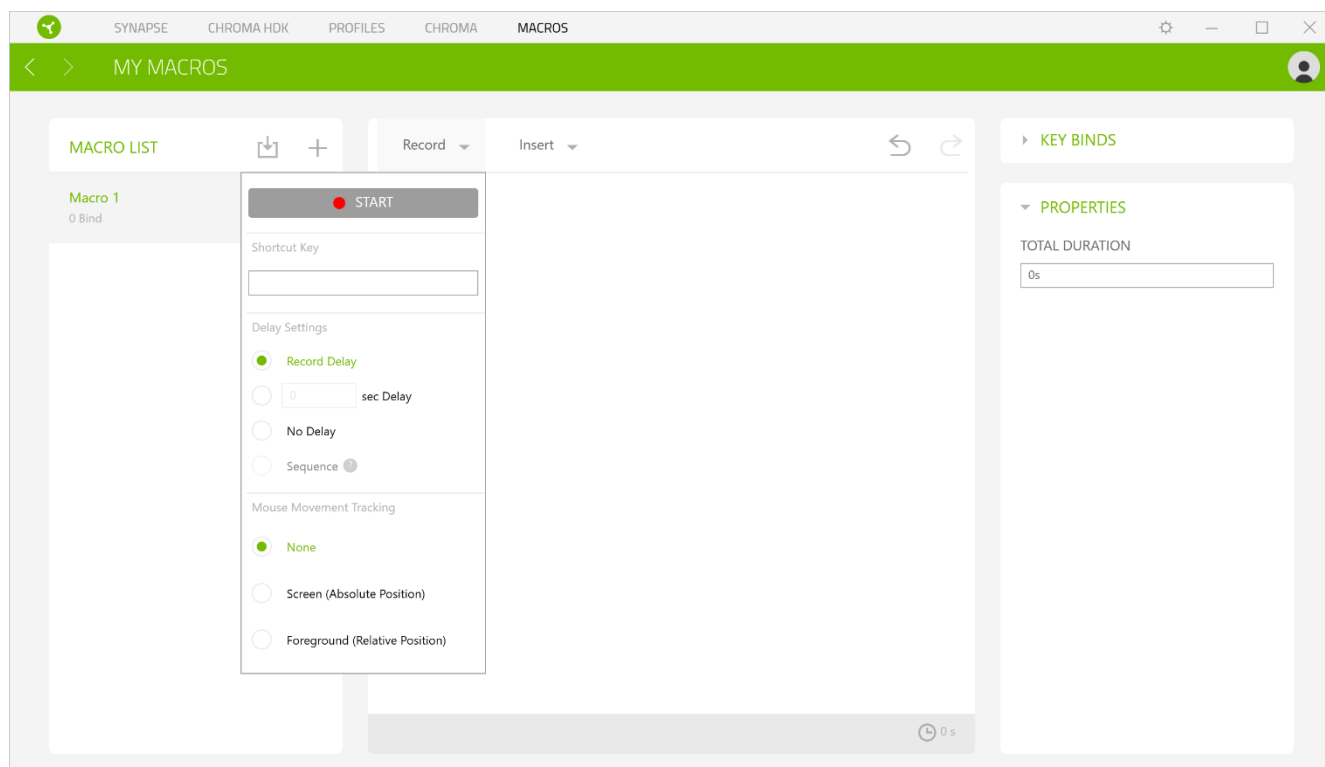 SYNAPSE CHROMA HDK PROFILES CHROMA MACROS
MY MACROS
MACRO LIST
Macro 1
0 Bind
Record Insert
START
Shortcut Key
Delay Settings
Record Delay
0 sec Delay
No Delay
Sequence ?
Mouse Movement Tracking
None
Screen (Absolute Position)
Foreground (Relative Position)
0 s
KEY BINDS
PROPERTIES
TOTAL DURATION
0s